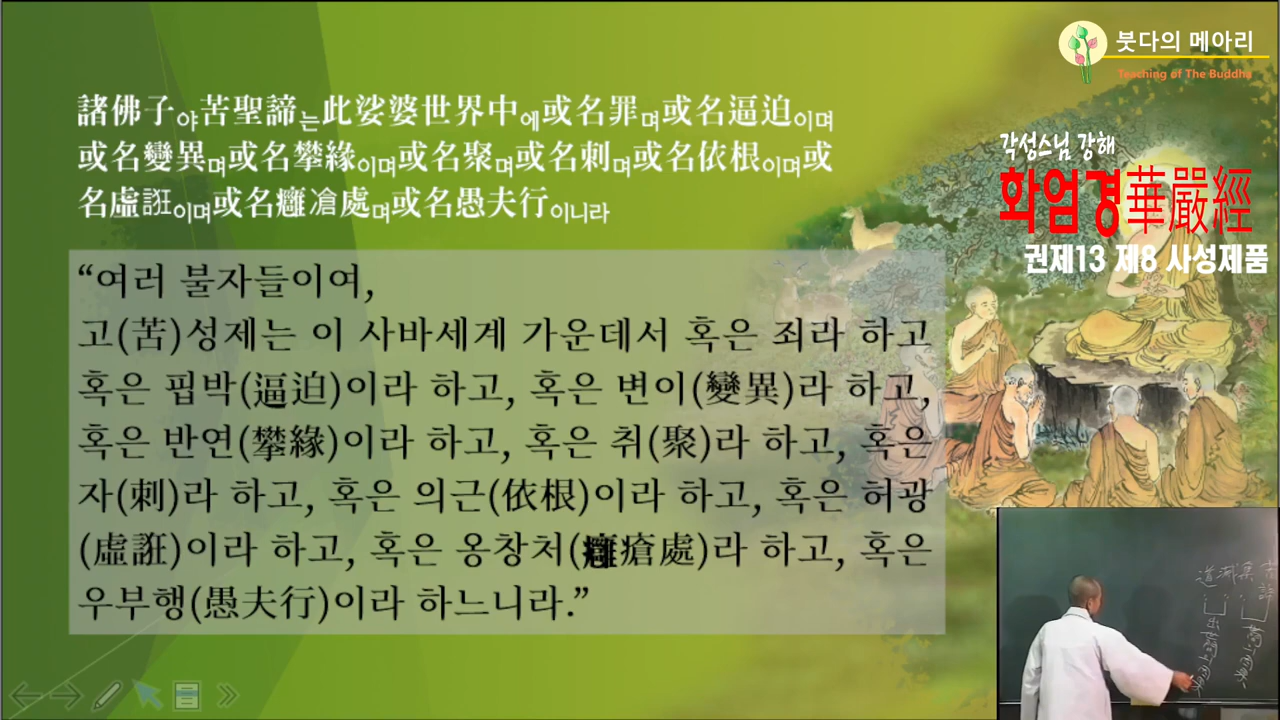 붓다의 메아리
Teaching of The Buddha
諸佛子야苦聖諦는此娑婆世界中에或名罪며或名逼迫이며
或名變異며或名攀緣이며或名聚며或名刺며或名依根이며或
名虛誑이며或名癰滄處며或名愚夫行이니라
각성스님 강해
화엄경華嚴經
권제13 제8 사성제품
“여러 불자들이여,
고(苦)성제는 이 사바세계 가운데서 혹은 죄라 하고
혹은 핍박(逼迫)이라 하고, 혹은 변이(變異)라 하고,
혹은 반연(攀緣)이라 하고, 혹은 취(聚)라 하고, 혹은
자(刺)라 하고, 혹은 의근(依根)이라 하고, 혹은 허광
(虛誑)이라 하고, 혹은 옹창처(癰瘡處)라 하고, 혹은
우부행(愚夫行)이라 하느니라.”